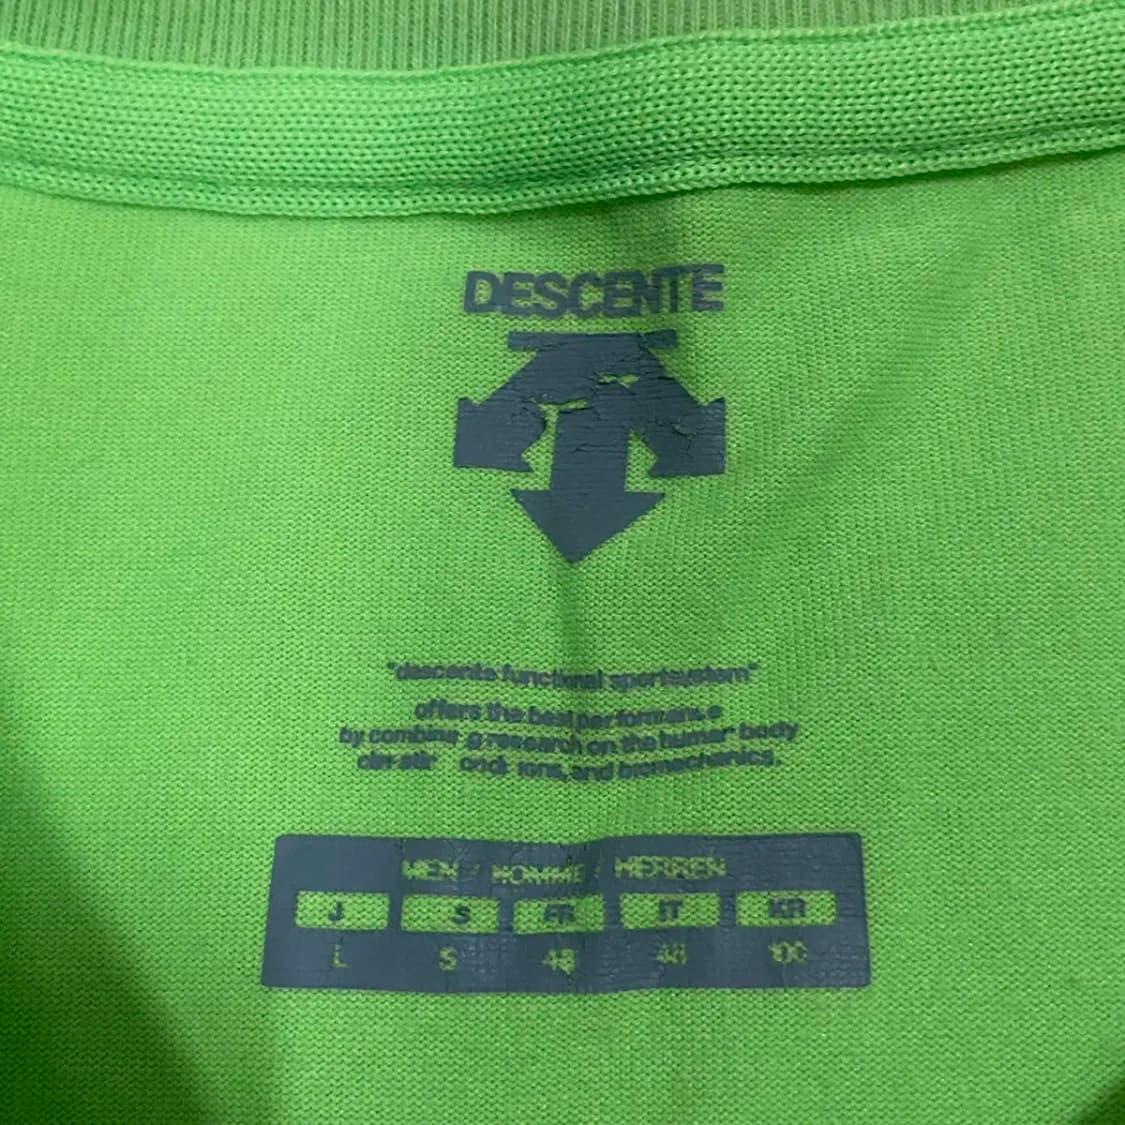 DESCENTE
"descente functional sportsystem"
offers the best performance
by combining research on the human body
and biomechanics.
MEN / HOMME / HERREN
J S FR IT KR
L S 48 48 100